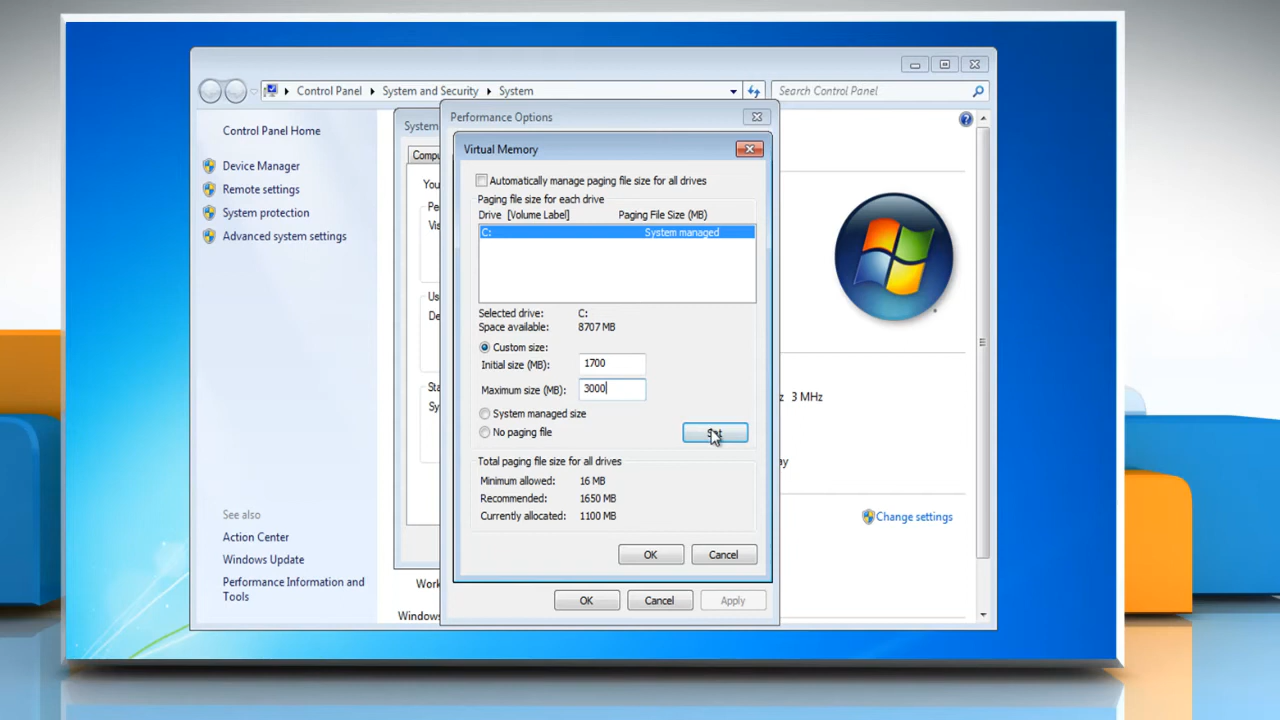 Control Panel
System and Security
System
Search Control Panel
Control Panel Home
Device Manager
Remote settings
System protection
Advanced system settings
See also
Action Center
Windows Update
Performance Information and
Tools
System
Performance Options
Virtual Memory
Automatically manage paging file size for all drives
Paging file size for each drive
Drive [Volume Label] Paging File Size (MB)
C: System managed
Selected drive: C:
Space available: 8707 MB
Custom size:
Initial size (MB): 1700
Maximum size (MB): 3000
System managed size
No paging file
Total paging file size for all drives
Minimum allowed: 16 MB
Recommended: 1650 MB
Currently allocated: 1100 MB
OK Cancel
OK Cancel Apply
3 MHz
Change settings
Windows